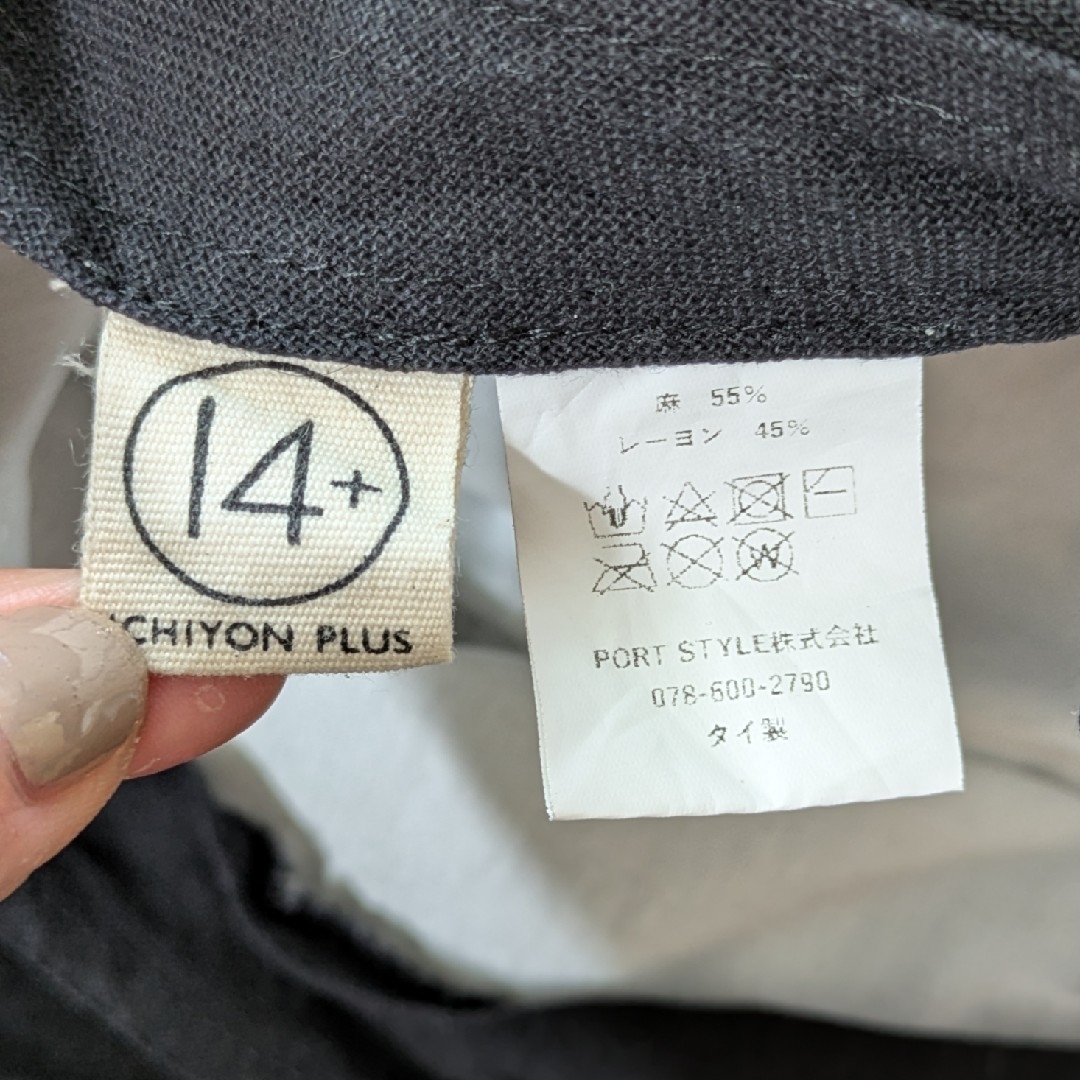 14+
ICHIYON PLUS
麻 55%
レーヨン 45%
W
PORT STYLE株式会社
078-600-2790
タイ製